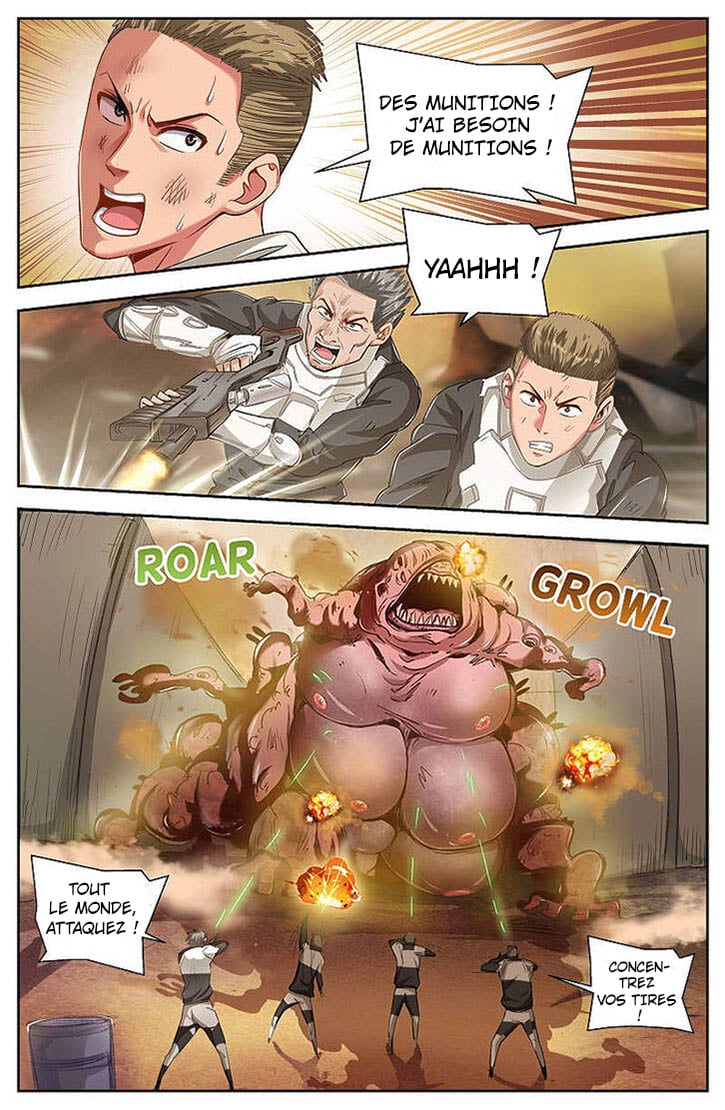 DES MUNITIONS !
J'AI BESOIN
DE MUNITIONS !
YAAHHH !
ROAR
GROWL
TOUT
LE MONDE,
ATTAQUEZ !
CONCEN-
TREZ
VOS TIRES
!